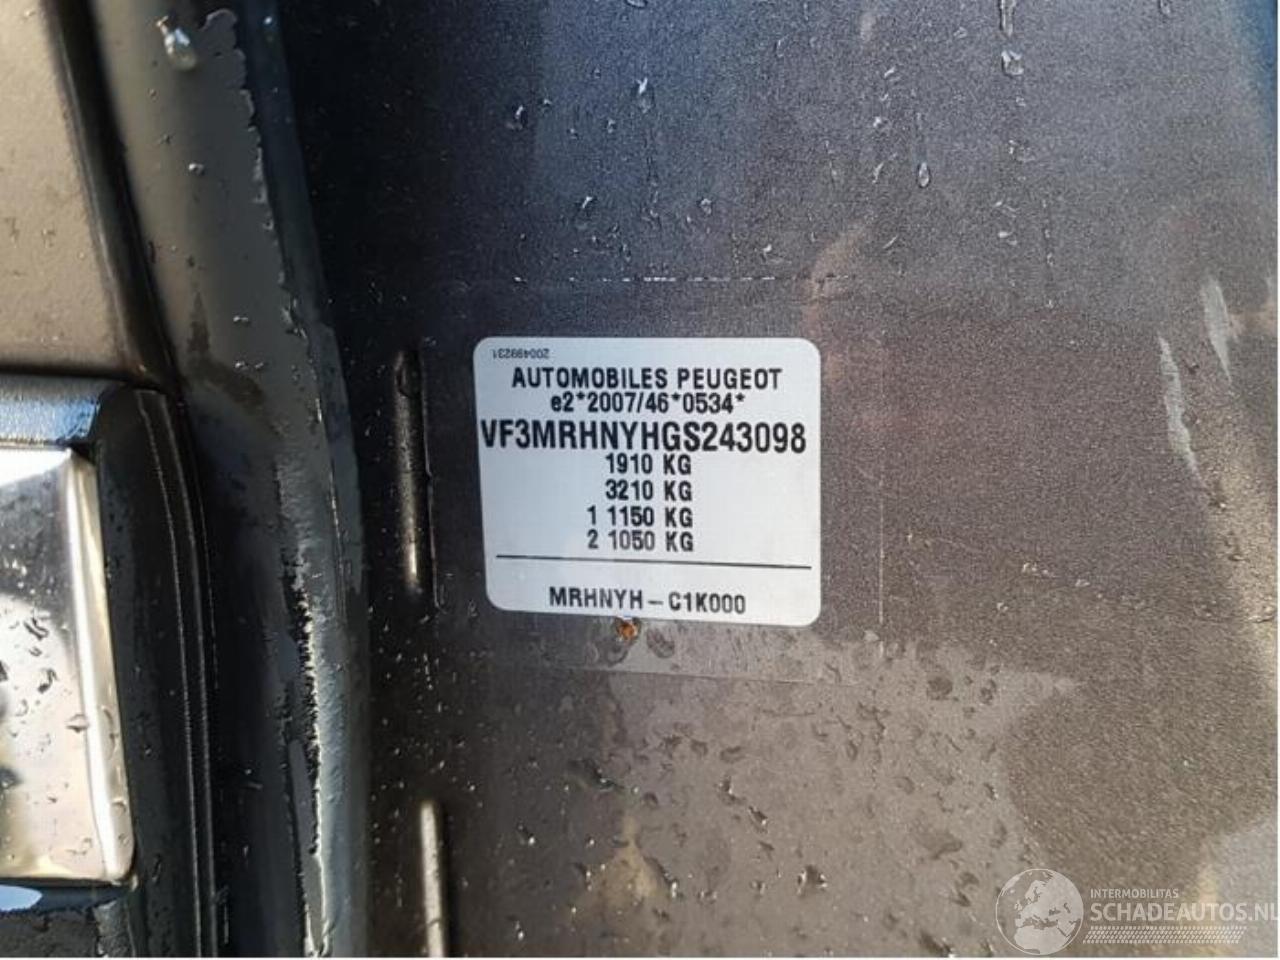 200499231
AUTOMOBILES PEUGEOT
e2*2007/46*0534*
VF3MRHNYHGS243098
1910 KG
3210 KG
1 1150 KG
2 1050 KG
MRHNYH - C1K000
INTERMOBILITAS
SCHADEAUTOS.NL